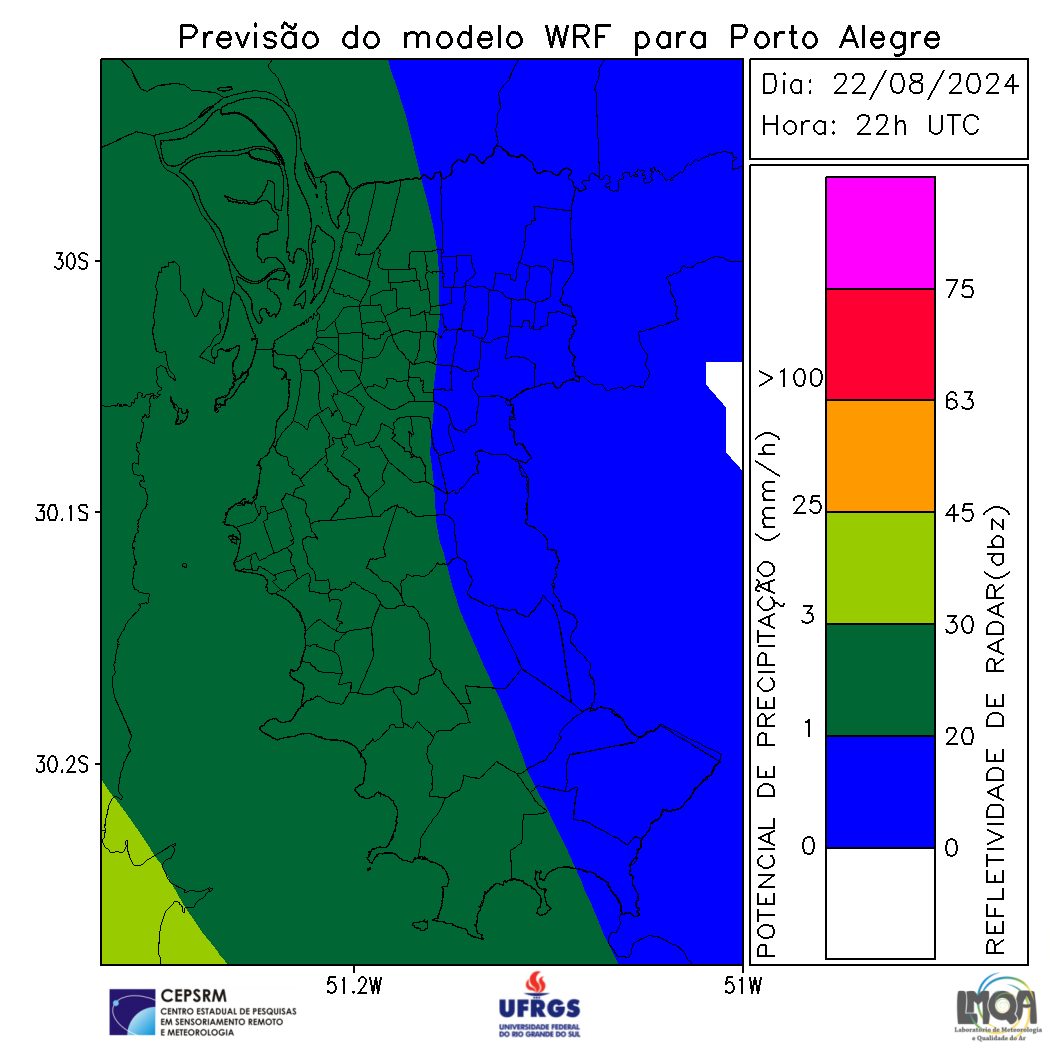 Previsão do modelo WRF para Porto Alegre
Dia: 22/08/2024
Hora: 22h UTC
30S
30.1S
30.2S
51.2W
51W
POTENCIAL DE PRECIPITAÇÃO (mm/h)
>100
25
3
1
0
75
63
45
30
20
0
REFLETIVIDADE DE RADAR(dbz)
CEPSRM
CENTRO ESTADUAL DE PESQUISAS
EM SENSORIAMENTO REMOTO
E METEOROLOGIA
UFRGS
UNIVERSIDADE FEDERAL
DO RIO GRANDE DO SUL
LMQA
Laboratório de Meteorologia
e Qualidade do Ar